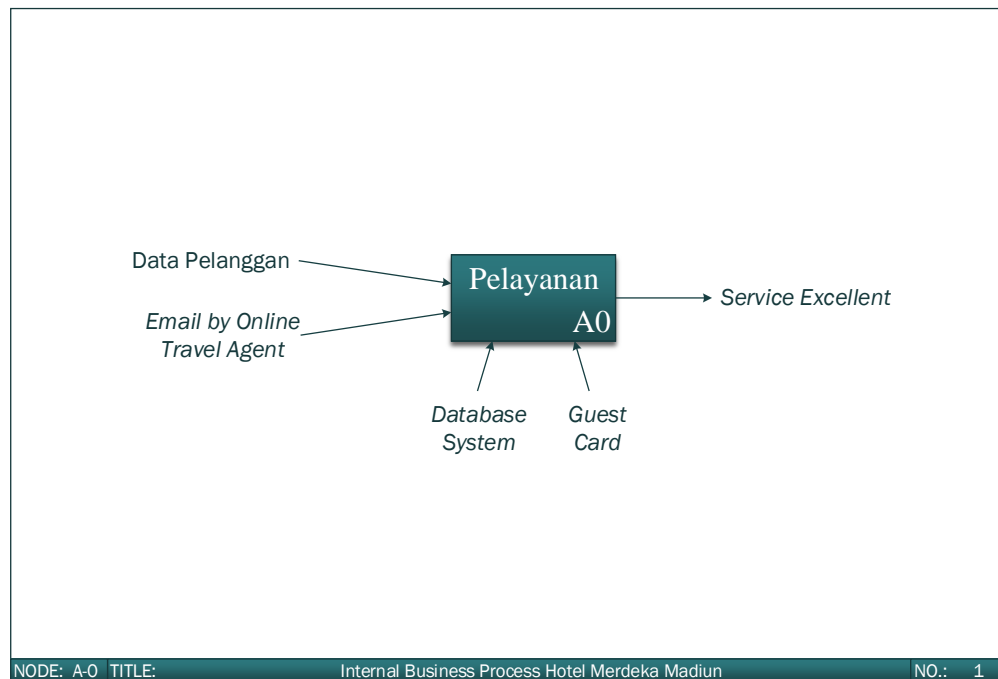 Data Pelanggan
Email by Online
Travel Agent
Pelayanan
A0
Service Excellent
Database
System
Guest
Card
NODE: A-0 TITLE: Internal Business Process Hotel Merdeka Madiun NO.: 1